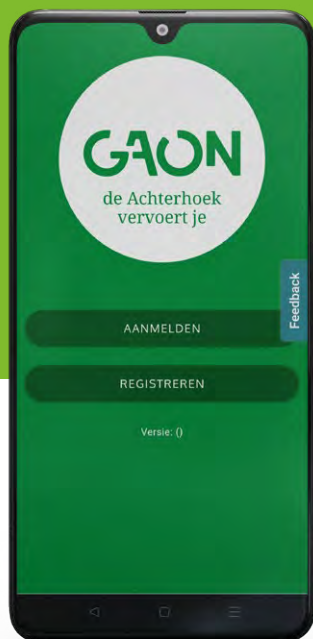 GAON
de Achterhoek
vervoert je
Feedback
AANMELDEN
REGISTREREN
Versie: ()